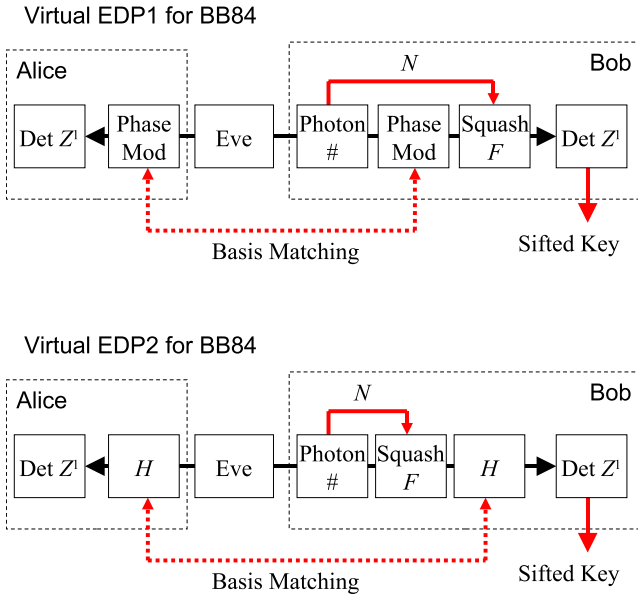 Virtual EDP1 for BB84
Alice
Bob
N
Det Z¹
Phase Mod
Eve
Photon #
Phase Mod
Squash F
Det Z¹
Basis Matching
Sifted Key
Virtual EDP2 for BB84
Alice
Bob
N
Det Z¹
H
Eve
Photon #
Squash F
H
Det Z¹
Basis Matching
Sifted Key